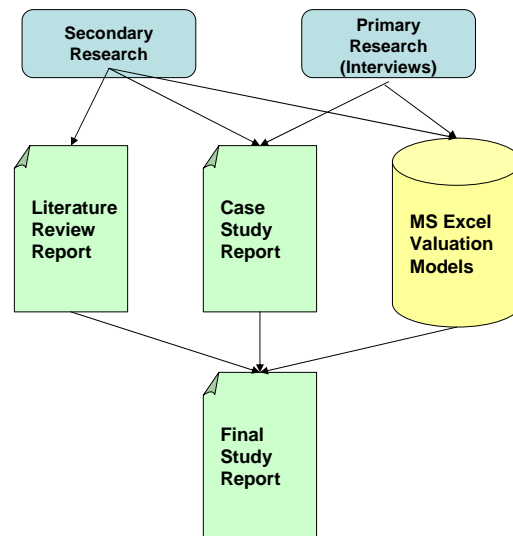 Secondary
Research
Primary
Research
(Interviews)
Literature
Review
Report
Case
Study
Report
MS Excel
Valuation
Models
Final
Study
Report